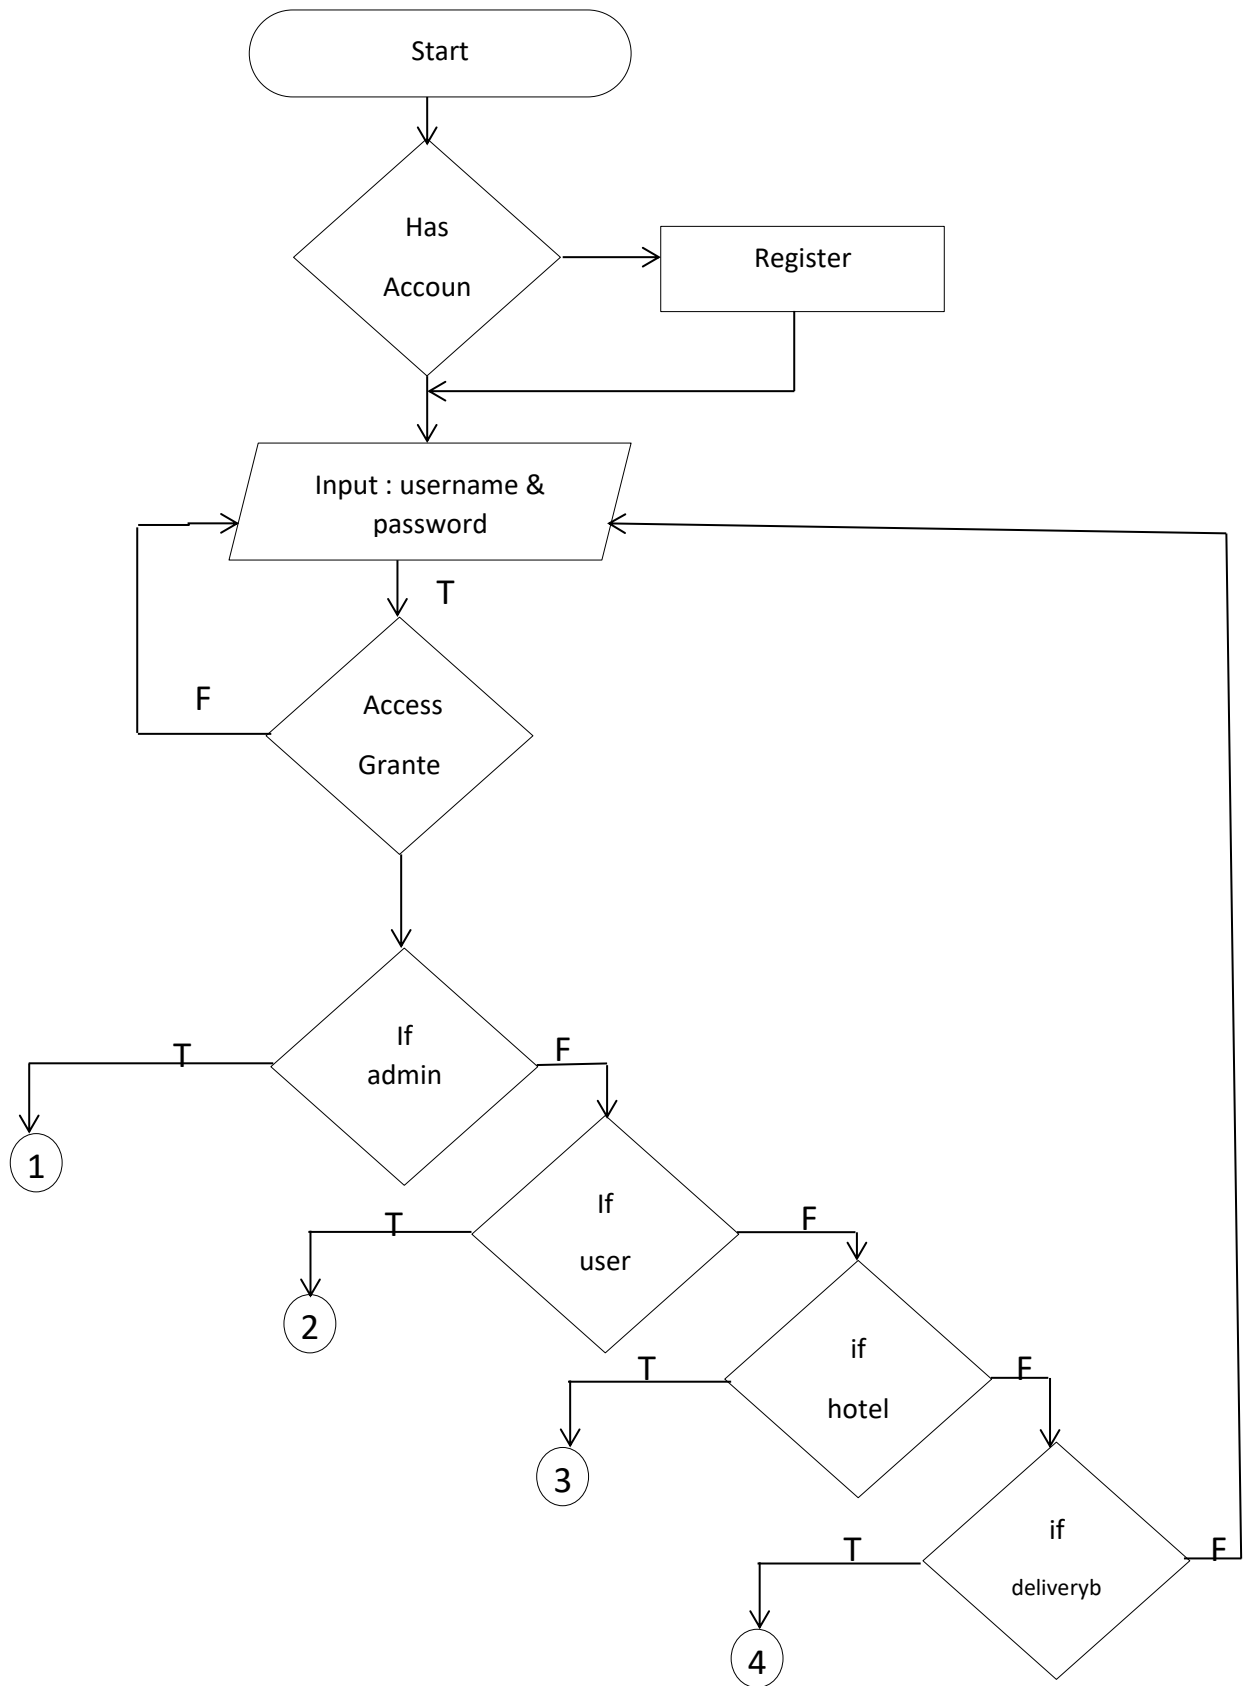 Start
Has
Accoun
Register
Input : username &
password
T
F
Access
Grante
If
admin
T
F
1
If
user
T
F
2
if
hotel
T
F
3
if
deliveryb
T
F
4